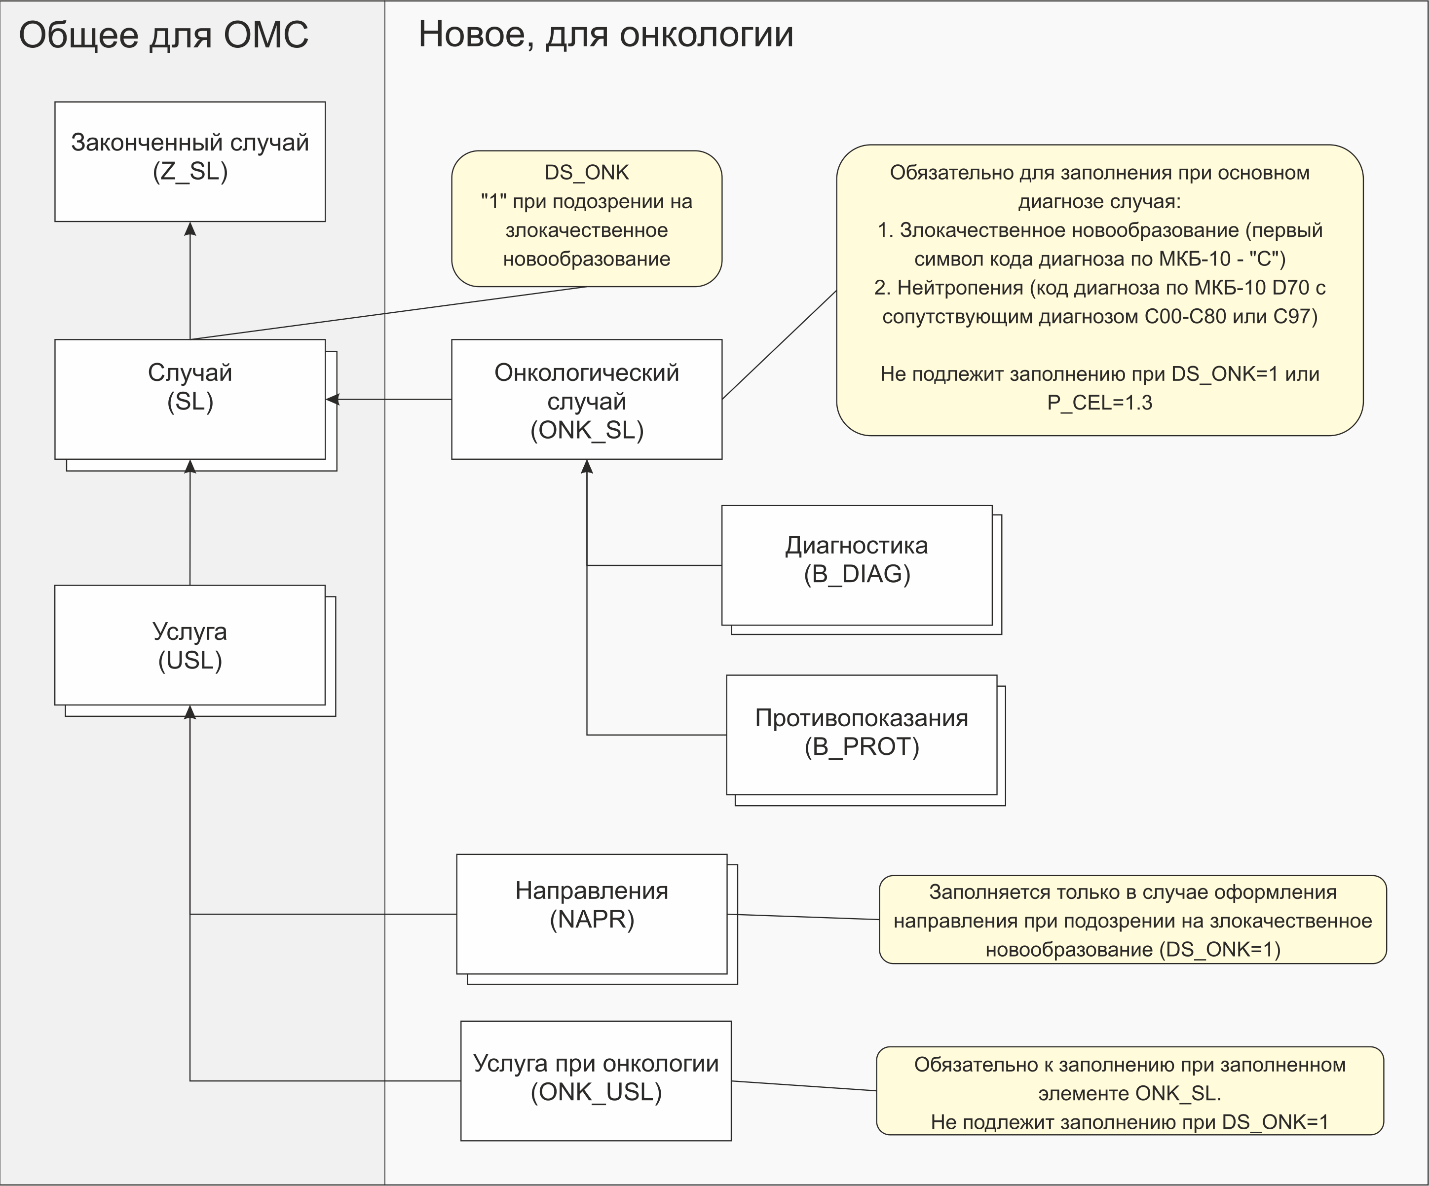 Общее для ОМС
Новое, для онкологии
Законченный случай
(Z_SL)
DS_ONK
"1" при подозрении на
злокачественное
новообразование
Обязательно для заполнения при основном
диагнозе случая:
1. Злокачественное новообразование (первый
символ кода диагноза по МКБ-10 - "С")
2. Нейтропения (код диагноза по МКБ-10 D70 с
сопутствующим диагнозом C00-C80 или C97)
Не подлежит заполнению при DS_ONK=1 или
P_CEL=1.3
Случай
(SL)
Онкологический
случай
(ONK_SL)
Диагностика
(B_DIAG)
Услуга
(USL)
Противопоказания
(B_PROT)
Направления
(NAPR)
Заполняется только в случае оформления
направления при подозрении на злокачественное
новообразование (DS_ONK=1)
Услуга при онкологии
(ONK_USL)
Обязательно к заполнению при заполненном
элементе ONK_SL.
Не подлежит заполнению при DS_ONK=1